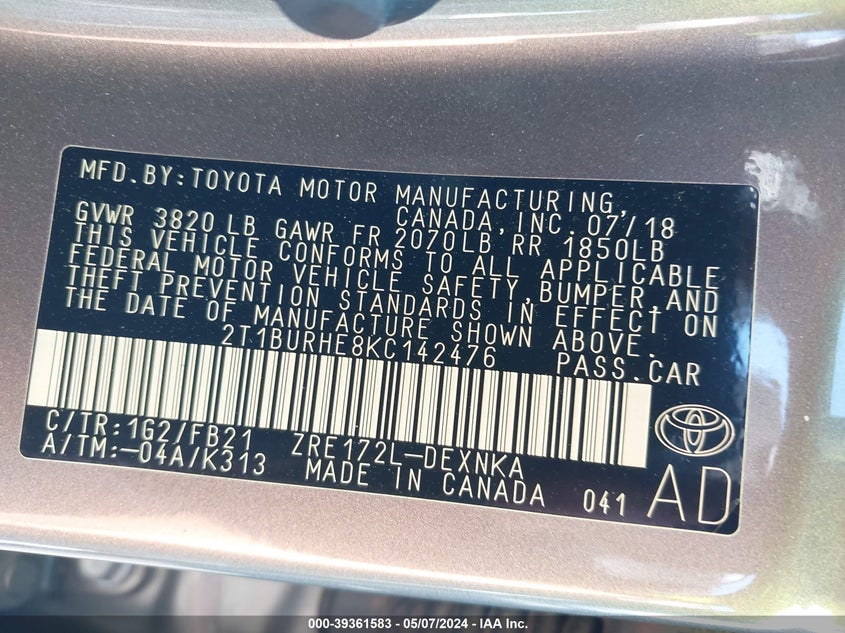 MFD.BY:TOYOTA MOTOR MANUFACTURING,
CANADA,INC. 07/18
GVWR 3820 LB GAWR FR 2070LB RR 1850LB
THIS VEHICLE CONFORMS TO ALL APPLICABLE
FEDERAL MOTOR VEHICLE SAFETY,BUMPER,AND
THEFT PREVENTION STANDARDS IN EFFECT ON
THE DATE OF MANUFACTURE SHOWN ABOVE.
2T1BURHE8KC142476 PASS.CAR
C/TR:1G2/FB21 ZRE172L-DEXNKA
A/TM:-04A/K313 MADE IN CANADA 041 AD
000-39361583 - 05/07/2024 - IAA Inc.